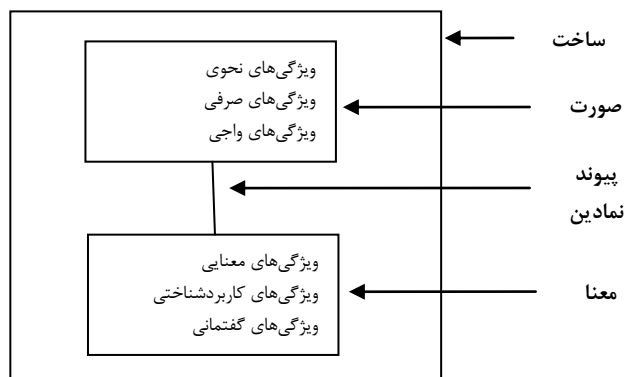 ساخت
ویژگی‌های نحوی
ویژگی‌های صرفی
ویژگی‌های واجی
صورت
پیوند
نمادین
ویژگی‌های معنایی
ویژگی‌های کاربردشناختی
ویژگی‌های گفتمانی
معنا